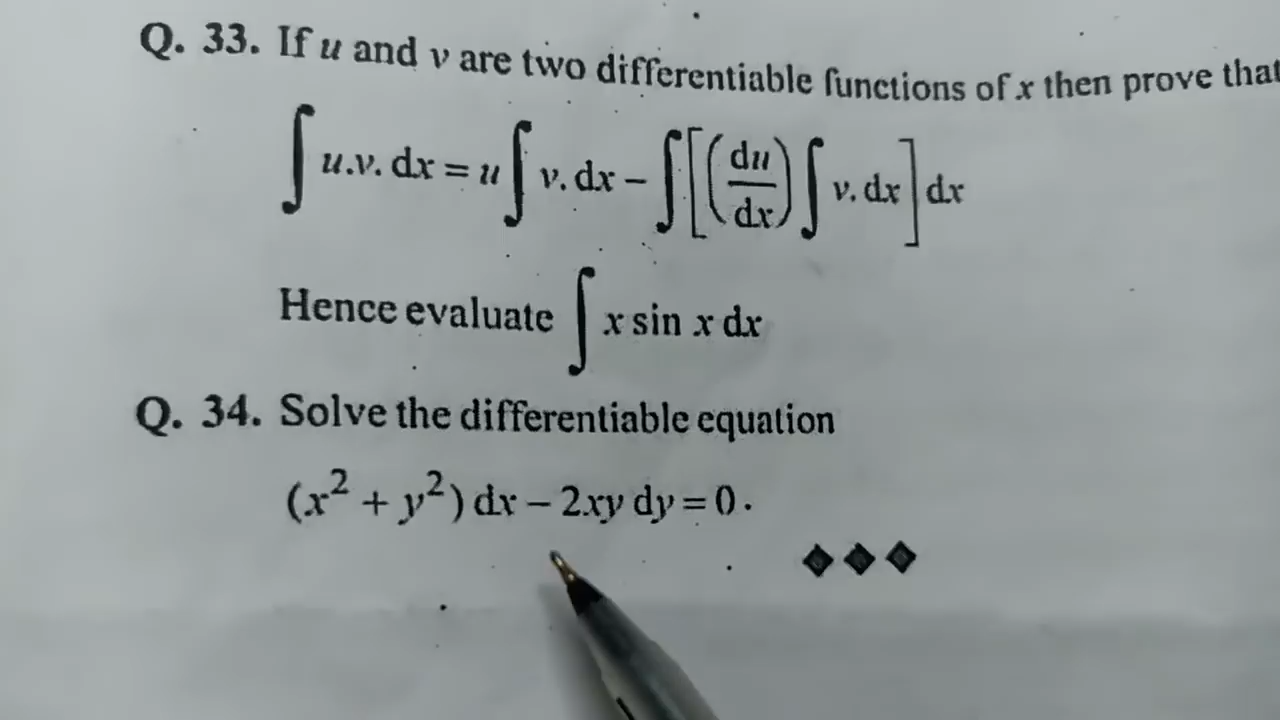 Q. 33. If u and v are two differentiable functions of x then prove that
∫ u.v. dx = u ∫ v. dx − ∫ [ ( du/dx ) ∫ v. dx ] dx
Hence evaluate ∫ x sin x dx
Q. 34. Solve the differentiable equation
(x² + y²) dx − 2xy dy = 0 .